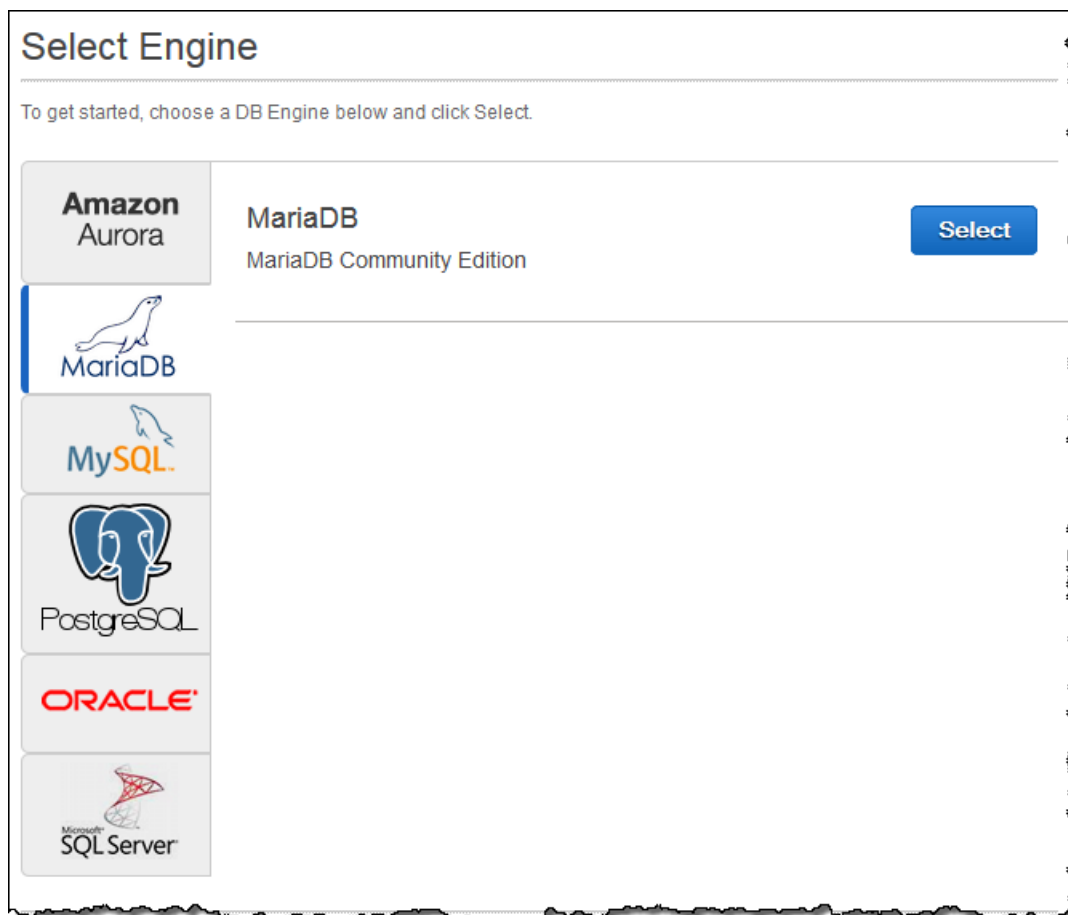 Select Engine
To get started, choose a DB Engine below and click Select.
Amazon
Aurora
MariaDB
MariaDB Community Edition
Select
MariaDB
MySQL™
PostgreSQL
ORACLE®
Microsoft®
SQL Server®